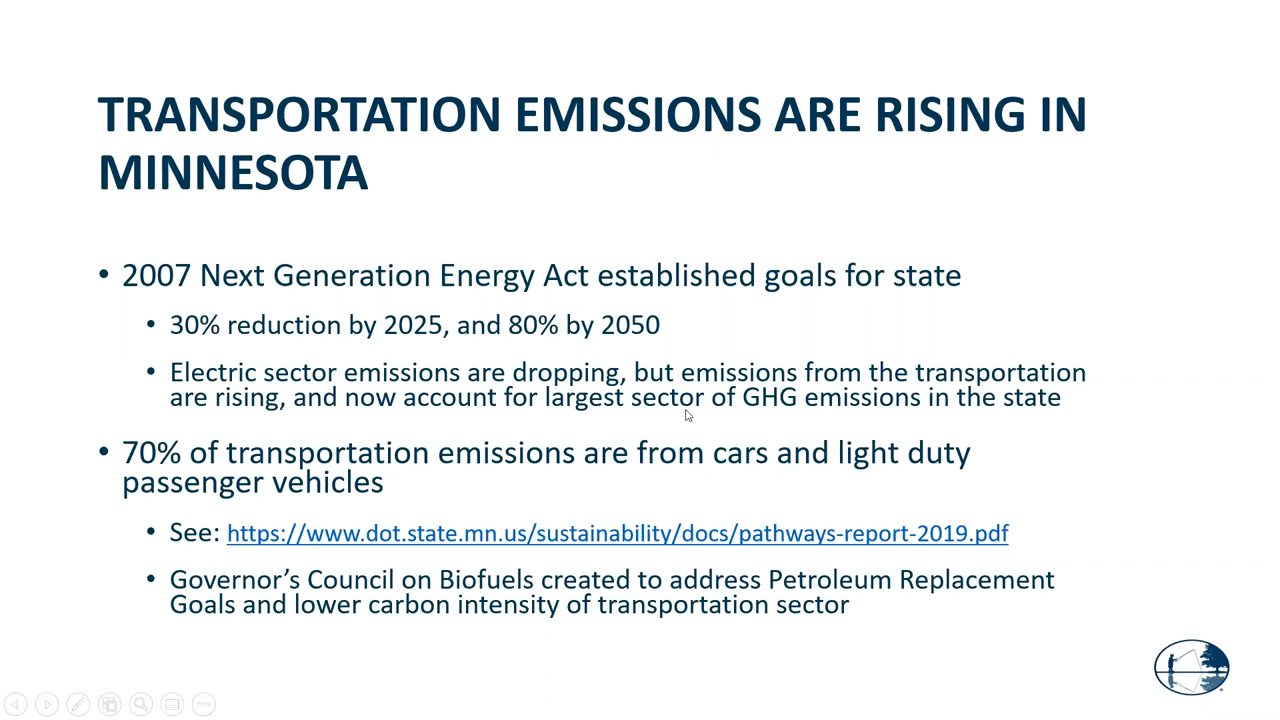 TRANSPORTATION EMISSIONS ARE RISING IN
MINNESOTA
• 2007 Next Generation Energy Act established goals for state
• 30% reduction by 2025, and 80% by 2050
• Electric sector emissions are dropping, but emissions from the transportation
are rising, and now account for largest sector of GHG emissions in the state
• 70% of transportation emissions are from cars and light duty
passenger vehicles
• See: https://www.dot.state.mn.us/sustainability/docs/pathways-report-2019.pdf
• Governor’s Council on Biofuels created to address Petroleum Replacement
Goals and lower carbon intensity of transportation sector